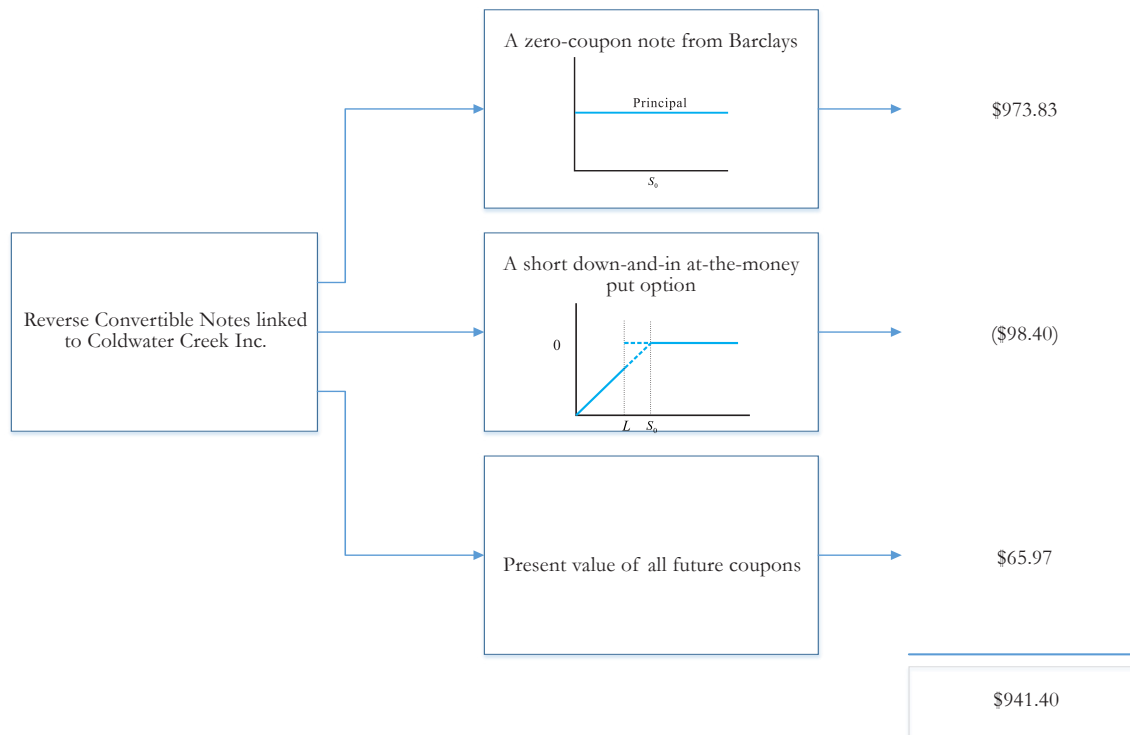 A zero-coupon note from Barclays
Principal
S₀
$973.83
Reverse Convertible Notes linked
to Coldwater Creek Inc.
A short down-and-in at-the-money
put option
0
L
S₀
($98.40)
Present value of all future coupons
$65.97
$941.40